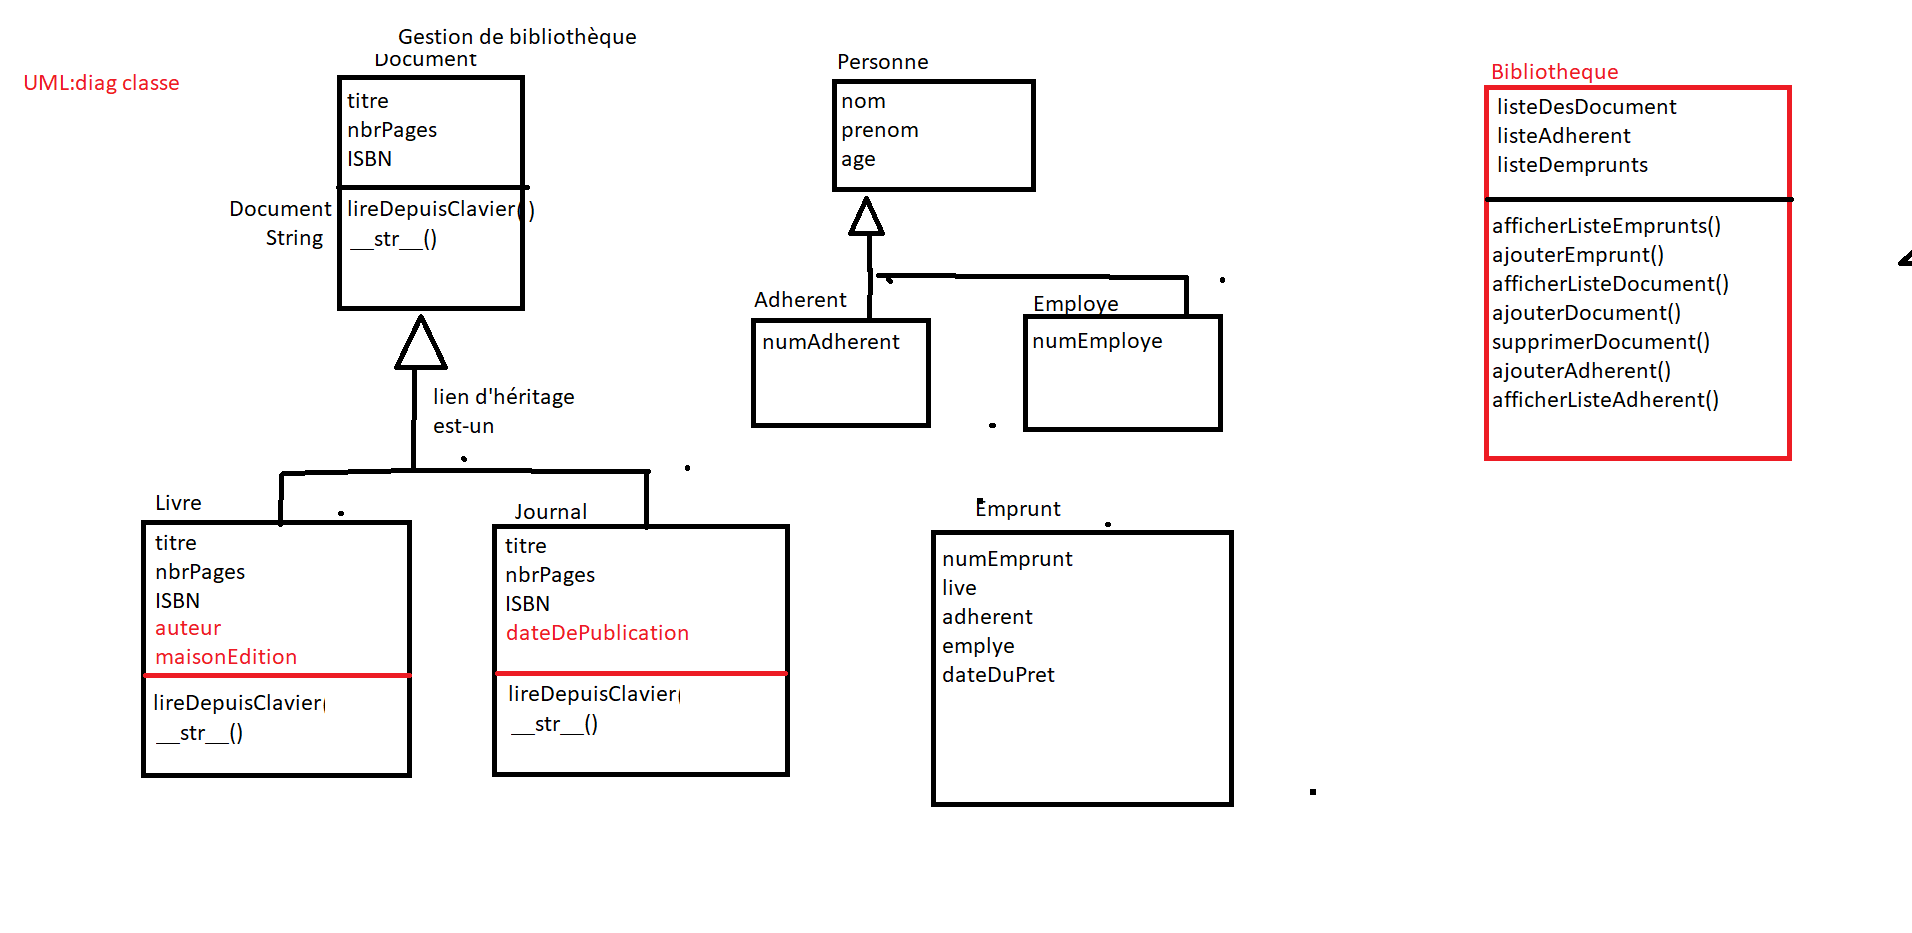 Gestion de bibliothèque
UML:diag classe
Document
titre
nbrPages
ISBN
Document
String
lireDepuisClavier()
__str__()
lien d'héritage
est-un
Livre
titre
nbrPages
ISBN
auteur
maisonEdition
lireDepuisClavier(
__str__()
Journal
titre
nbrPages
ISBN
dateDePublication
lireDepuisClavier(
__str__()
Personne
nom
prenom
age
Adherent
numAdherent
Employe
numEmploye
Emprunt
numEmprunt
live
adherent
emplye
dateDuPret
Bibliotheque
listeDesDocument
listeAdherent
listeDemprunts
afficherListeEmprunts()
ajouterEmprunt()
afficherListeDocument()
ajouterDocument()
supprimerDocument()
ajouterAdherent()
afficherListeAdherent()